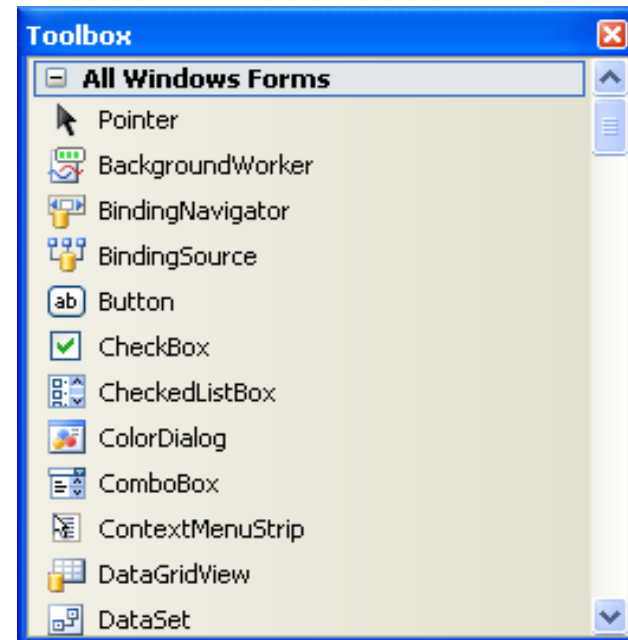 Toolbox
All Windows Forms
Pointer
BackgroundWorker
BindingNavigator
BindingSource
ab Button
CheckBox
CheckedListBox
ColorDialog
ComboBox
ContextMenuStrip
DataGridView
DataSet